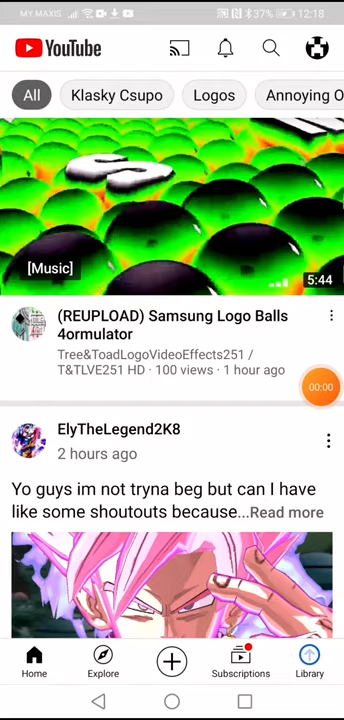 MY MAXIS 37% 12:18
YouTube
All Klasky Csupo Logos Annoying O
S
[Music]
5:44
(REUPLOAD) Samsung Logo Balls
4ormulator
Tree&ToadLogoVideoEffects251 /
T&TLVE251 HD · 100 views · 1 hour ago
00:00
ElyTheLegend2K8
2 hours ago
Yo guys im not tryna beg but can I have
like some shoutouts because...Read more
Home Explore Subscriptions Library